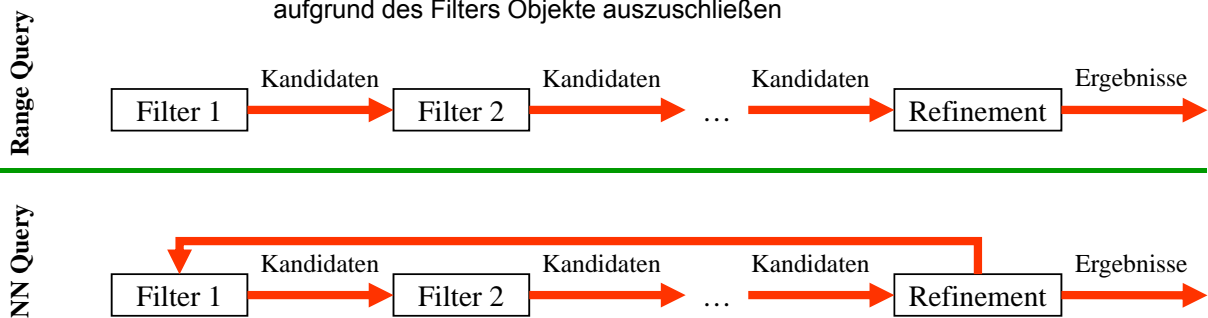 aufgrund des Filters Objekte auszuschließen
Range Query
Kandidaten Kandidaten Kandidaten Ergebnisse
Filter 1 Filter 2 … Refinement
NN Query
Kandidaten Kandidaten Kandidaten Ergebnisse
Filter 1 Filter 2 … Refinement